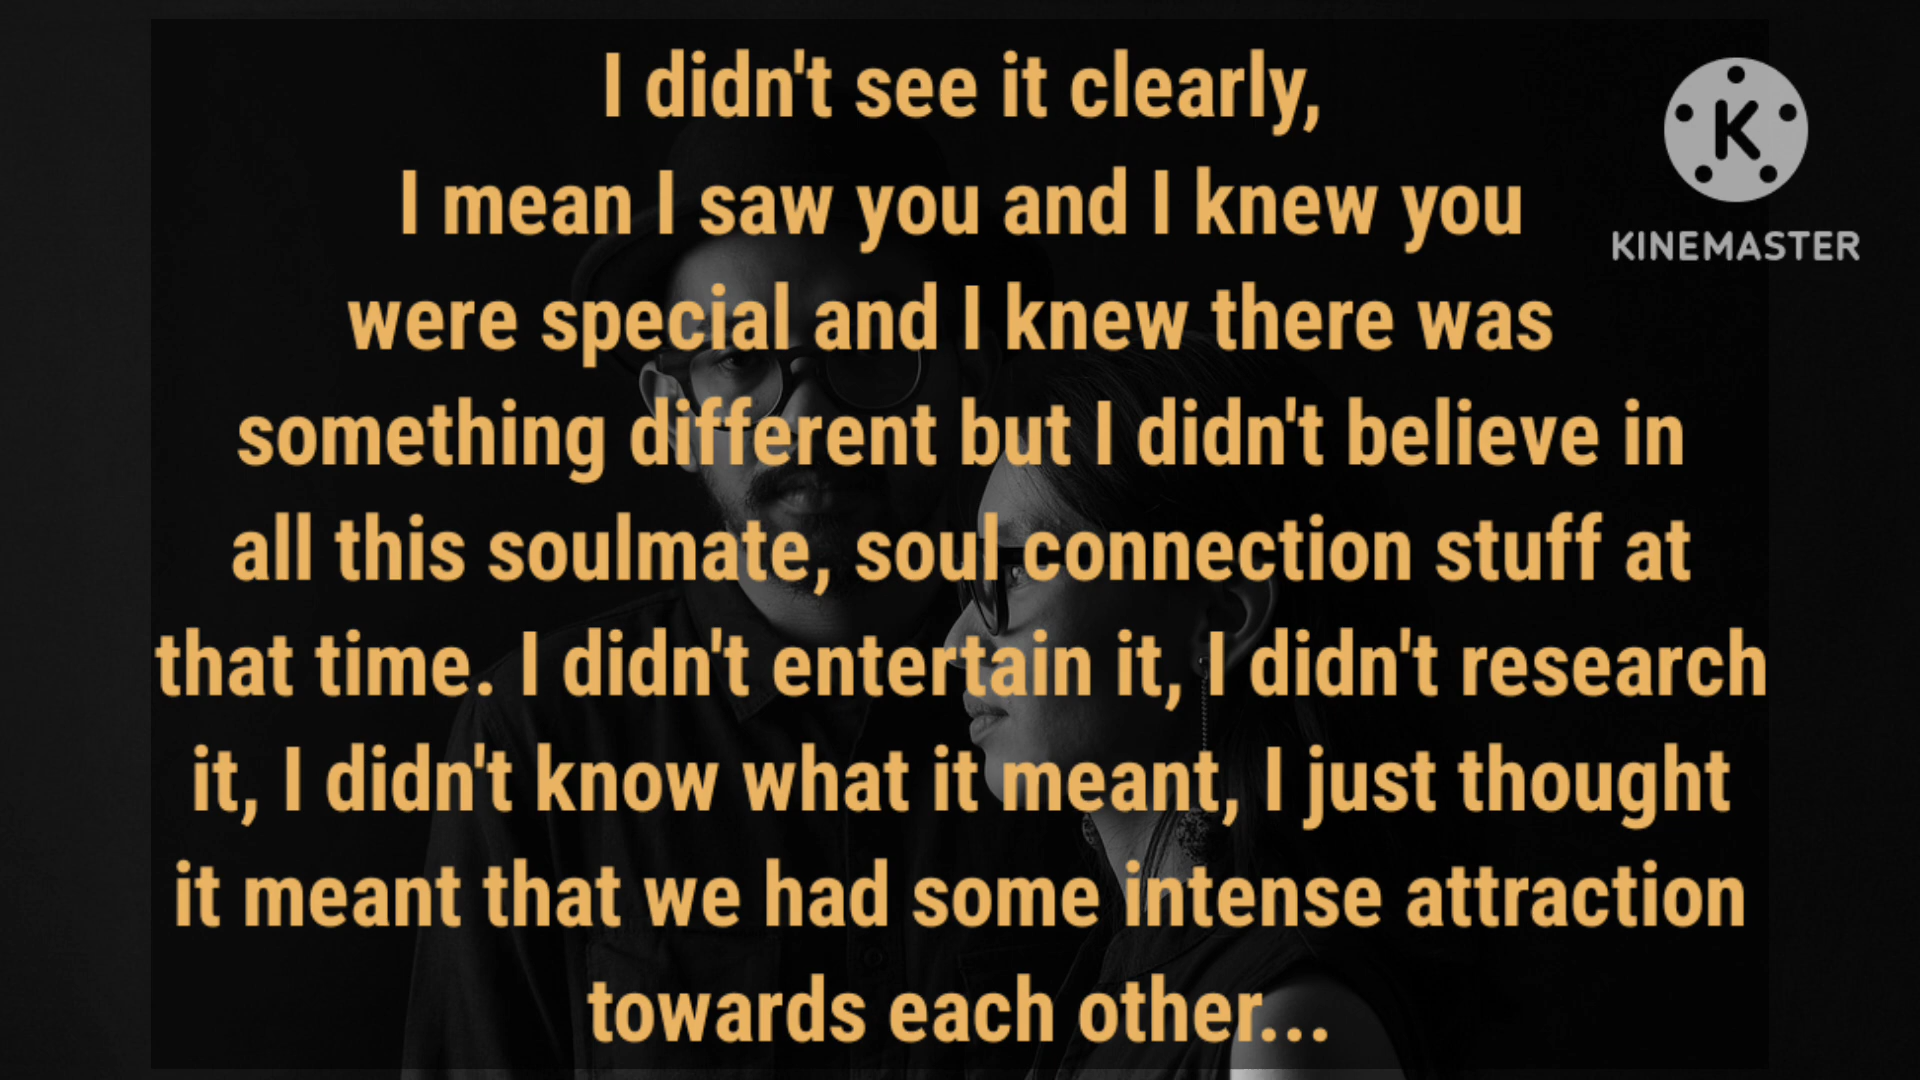 I didn't see it clearly,
I mean I saw you and I knew you
were special and I knew there was
something different but I didn't believe in
all this soulmate, soul connection stuff at
that time. I didn't entertain it, I didn't research
it, I didn't know what it meant, I just thought
it meant that we had some intense attraction
towards each other...
K
KINEMASTER